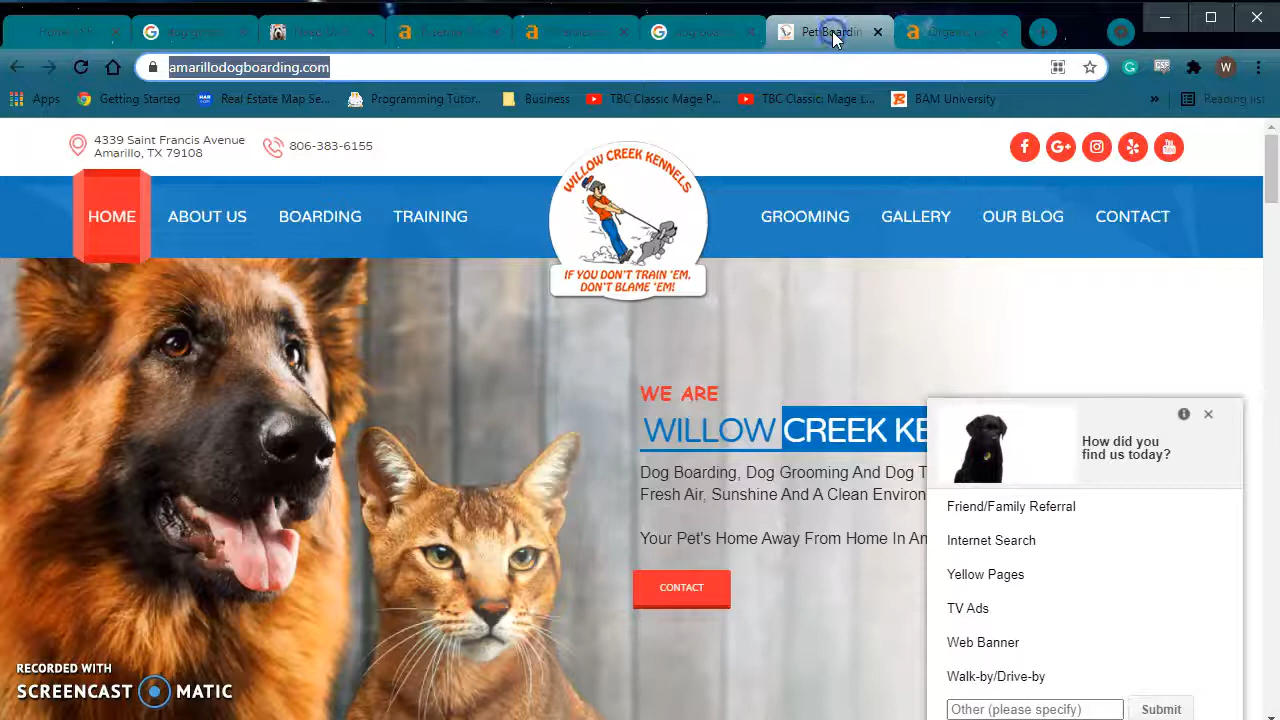 Pet Boardin
amarillodogboarding.com
W
Apps
Getting Started
Real Estate Map Se...
Programming Tutor...
Business
TBC Classic Mage P...
TBC Classic: Mage L...
BAM University
»
Reading list
4339 Saint Francis Avenue
Amarillo, TX 79108
806-383-6155
HOME
ABOUT US
BOARDING
TRAINING
WILLOW CREEK KENNELS
IF YOU DON'T TRAIN 'EM,
DON'T BLAME 'EM!
GROOMING
GALLERY
OUR BLOG
CONTACT
WE ARE
WILLOW CREEK KE
Dog Boarding, Dog Grooming And Dog T
Fresh Air, Sunshine And A Clean Environ
Your Pet's Home Away From Home In Am
CONTACT
How did you
find us today?
Friend/Family Referral
Internet Search
Yellow Pages
TV Ads
Web Banner
Walk-by/Drive-by
Other (please specify)
Submit
RECORDED WITH
SCREENCAST MATIC